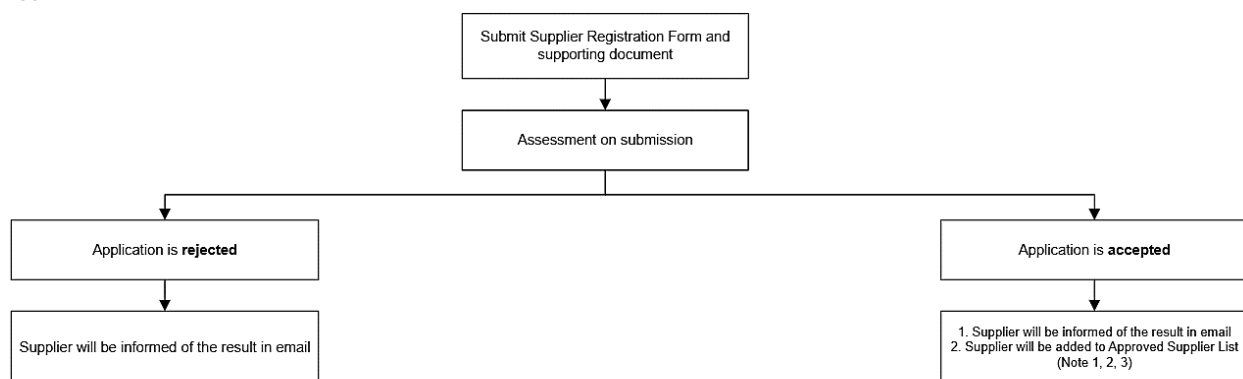 Submit Supplier Registration Form and
supporting document
Assessment on submission
Application is rejected
Application is accepted
Supplier will be informed of the result in email
1. Supplier will be informed of the result in email
2. Supplier will be added to Approved Supplier List
(Note 1, 2, 3)